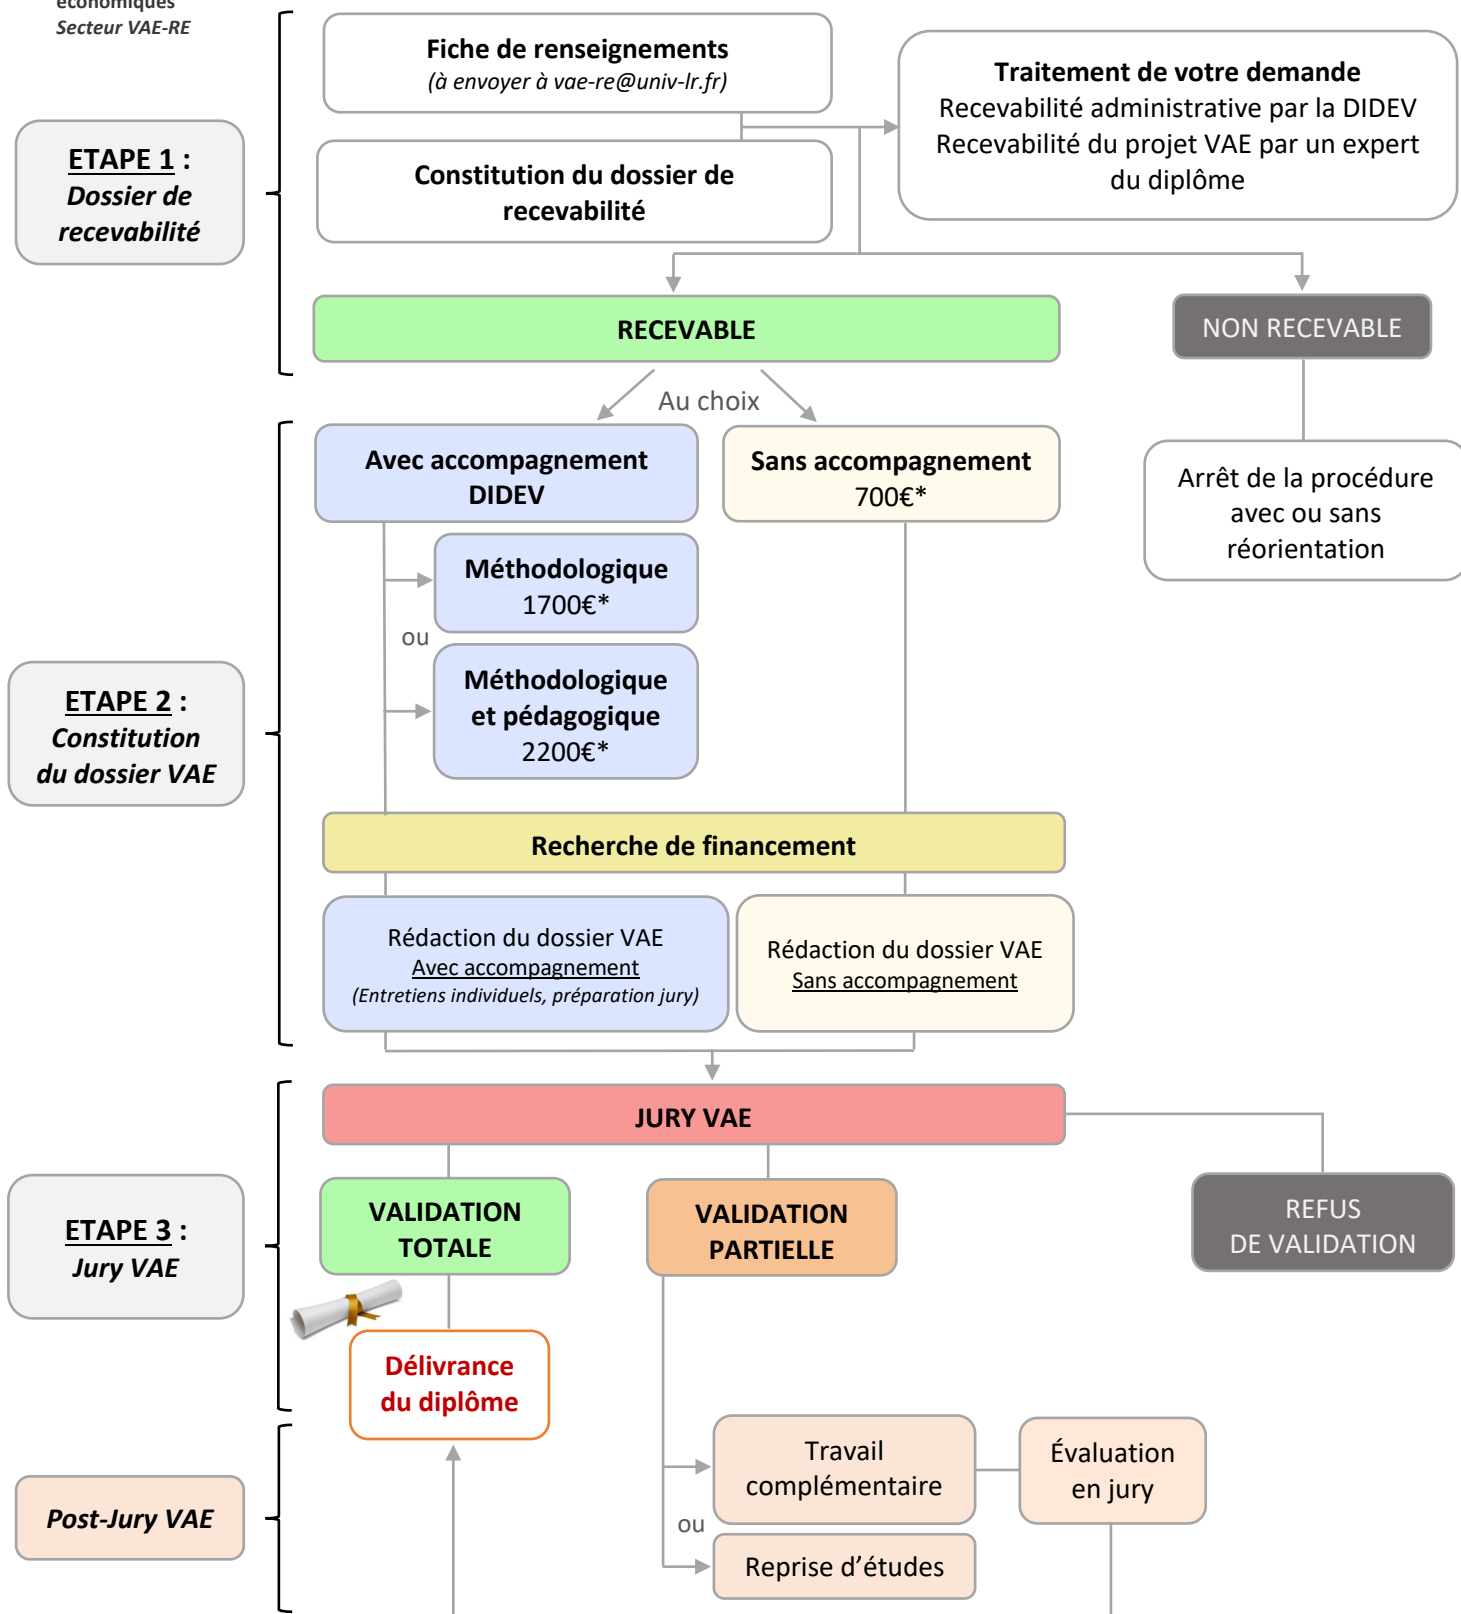 économiques
Secteur VAE-RE
Fiche de renseignements
(à envoyer à vae-re@univ-lr.fr)
Traitement de votre demande
Recevabilité administrative par la DIDEV
Recevabilité du projet VAE par un expert
du diplôme
ETAPE 1 :
Dossier de
recevabilité
Constitution du dossier de
recevabilité
RECEVABLE
NON RECEVABLE
Au choix
Avec accompagnement
DIDEV
Sans accompagnement
700€*
Arrêt de la procédure
avec ou sans
réorientation
Méthodologique
1700€*
ou
Méthodologique
et pédagogique
2200€*
ETAPE 2 :
Constitution
du dossier VAE
Recherche de financement
Rédaction du dossier VAE
Avec accompagnement
(Entretiens individuels, préparation jury)
Rédaction du dossier VAE
Sans accompagnement
JURY VAE
ETAPE 3 :
Jury VAE
VALIDATION
TOTALE
VALIDATION
PARTIELLE
REFUS
DE VALIDATION
Délivrance
du diplôme
Post-Jury VAE
Travail
complémentaire
Évaluation
en jury
ou
Reprise d'études